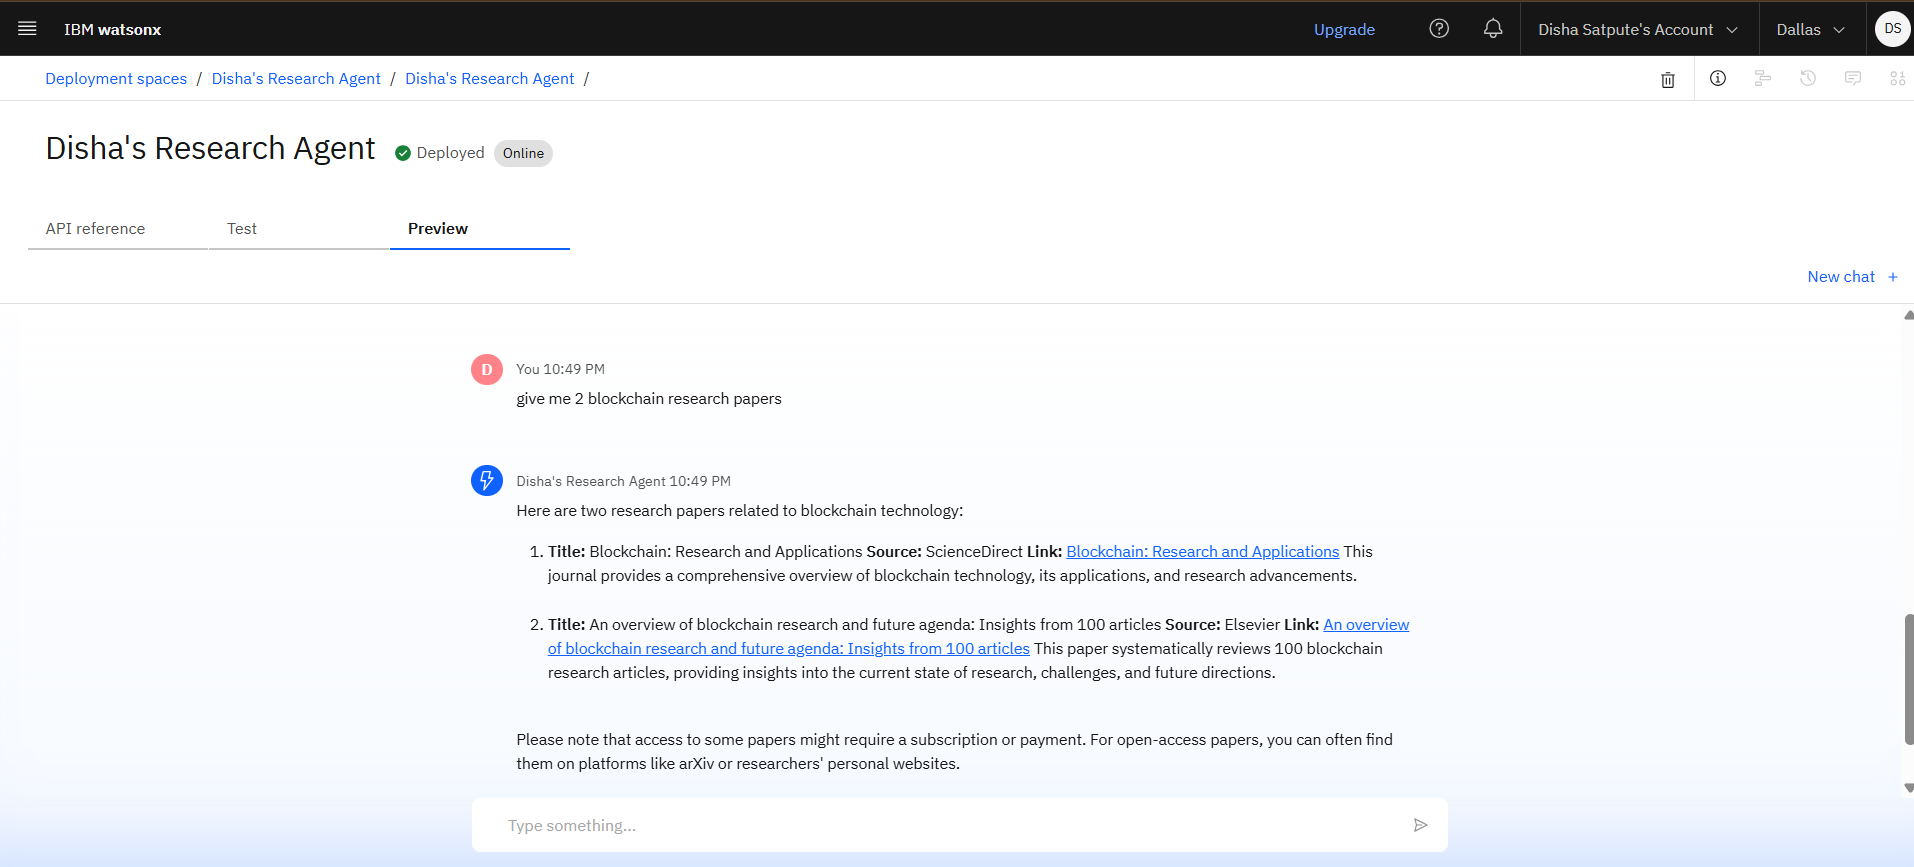 IBM watsonx
Upgrade
Disha Satpute's Account
Dallas
DS
Deployment spaces / Disha's Research Agent / Disha's Research Agent /
Disha's Research Agent
Deployed
Online
API reference
Test
Preview
New chat +
D
You 10:49 PM
give me 2 blockchain research papers
Disha's Research Agent 10:49 PM
Here are two research papers related to blockchain technology:
1. Title: Blockchain: Research and Applications Source: ScienceDirect Link: Blockchain: Research and Applications This
journal provides a comprehensive overview of blockchain technology, its applications, and research advancements.
2. Title: An overview of blockchain research and future agenda: Insights from 100 articles Source: Elsevier Link: An overview
of blockchain research and future agenda: Insights from 100 articles This paper systematically reviews 100 blockchain
research articles, providing insights into the current state of research, challenges, and future directions.
Please note that access to some papers might require a subscription or payment. For open-access papers, you can often find
them on platforms like arXiv or researchers' personal websites.
Type something...